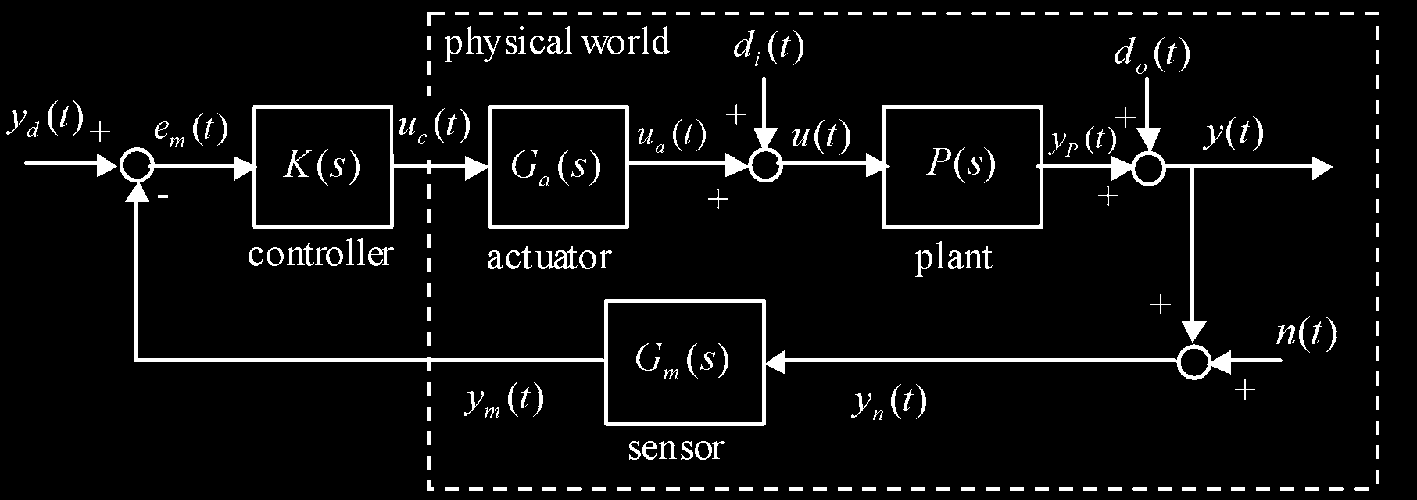 physical world
d_i(t)
d_o(t)
y_d(t) +
e_m(t)
K(s)
controller
u_c(t)
G_a(s)
actuator
u_a(t)
+
+
u(t)
P(s)
plant
y_P(t)
+
+
y(t)
-
+
n(t)
+
y_n(t)
G_m(s)
sensor
y_m(t)